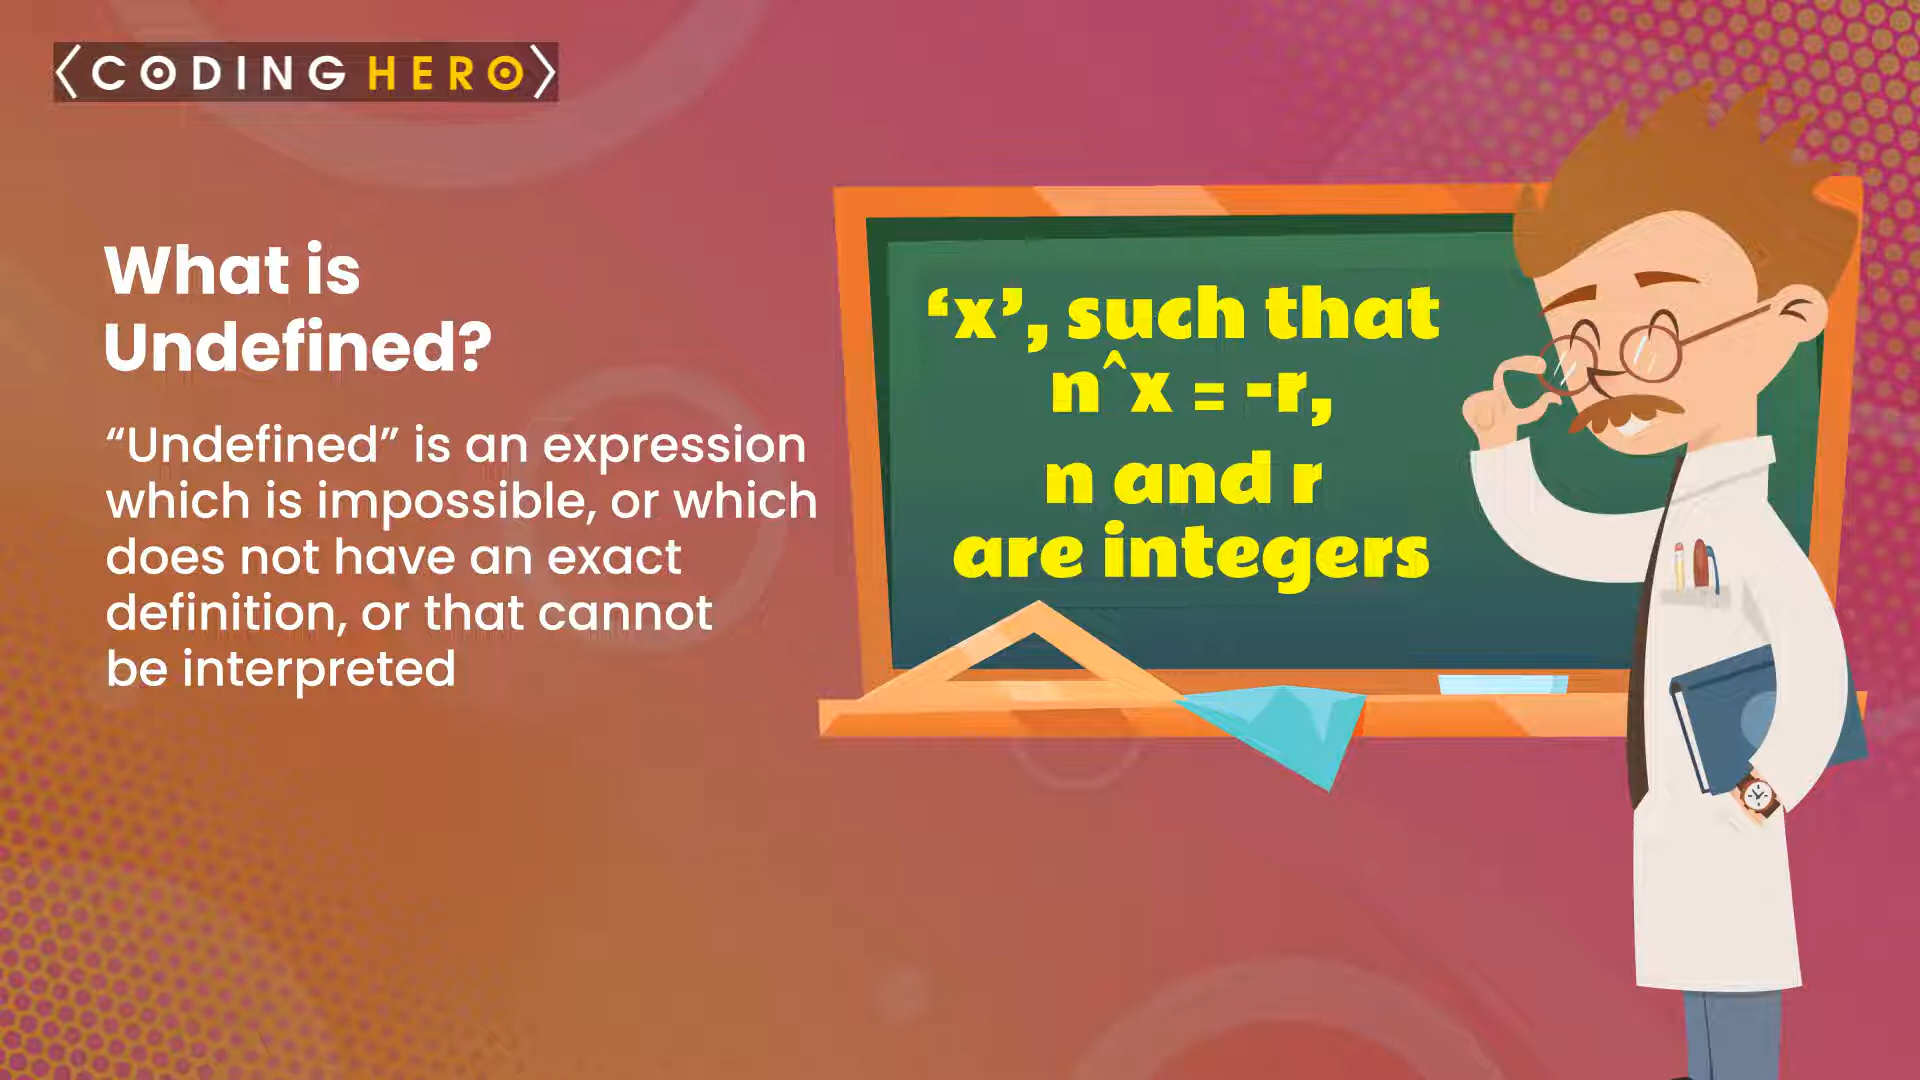 CODING HERO
What is
Undefined?
“Undefined” is an expression
which is impossible, or which
does not have an exact
definition, or that cannot
be interpreted
‘x’, such that
n^x = -r,
n and r
are integers